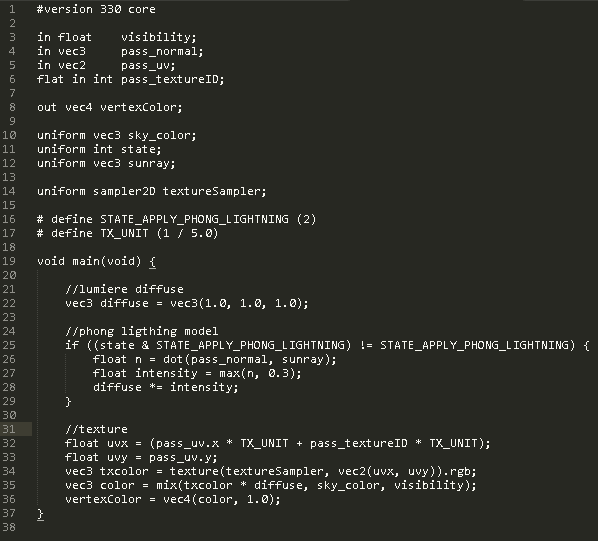 1 #version 330 core
2
3 in float    visibility;
4 in vec3     pass_normal;
5 in vec2     pass_uv;
6 flat in int pass_textureID;
7
8 out vec4 vertexColor;
9
10 uniform vec3 sky_color;
11 uniform int state;
12 uniform vec3 sunray;
13
14 uniform sampler2D textureSampler;
15
16 # define STATE_APPLY_PHONG_LIGHTNING (2)
17 # define TX_UNIT (1 / 5.0)
18
19 void main(void) {
20
21     //lumiere diffuse
22     vec3 diffuse = vec3(1.0, 1.0, 1.0);
23
24     //phong ligthing model
25     if ((state & STATE_APPLY_PHONG_LIGHTNING) != STATE_APPLY_PHONG_LIGHTNING) {
26         float n = dot(pass_normal, sunray);
27         float intensity = max(n, 0.3);
28         diffuse *= intensity;
29     }
30
31     //texture
32     float uvx = (pass_uv.x * TX_UNIT + pass_textureID * TX_UNIT);
33     float uvy = pass_uv.y;
34     vec3 txcolor = texture(textureSampler, vec2(uvx, uvy)).rgb;
35     vec3 color = mix(txcolor * diffuse, sky_color, visibility);
36     vertexColor = vec4(color, 1.0);
37 }
38